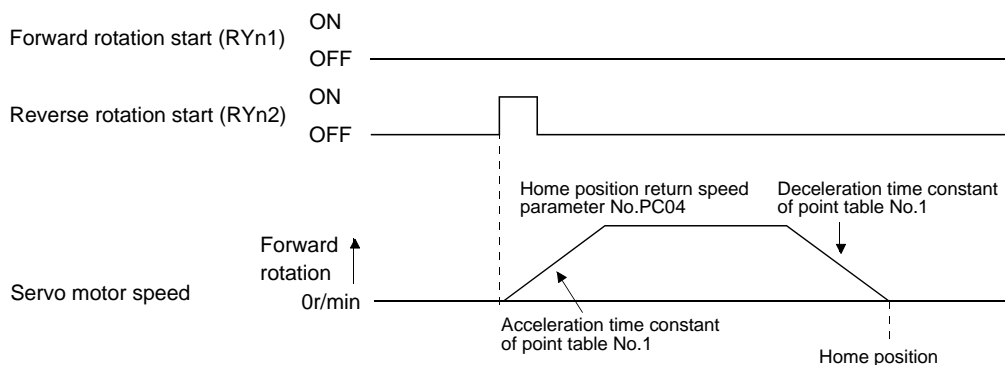 ON
Forward rotation start (RYn1)
OFF
ON
Reverse rotation start (RYn2)
OFF
Home position return speed
parameter No.PC04
Deceleration time constant
of point table No.1
Forward
rotation
Servo motor speed
0r/min
Acceleration time constant
of point table No.1
Home position